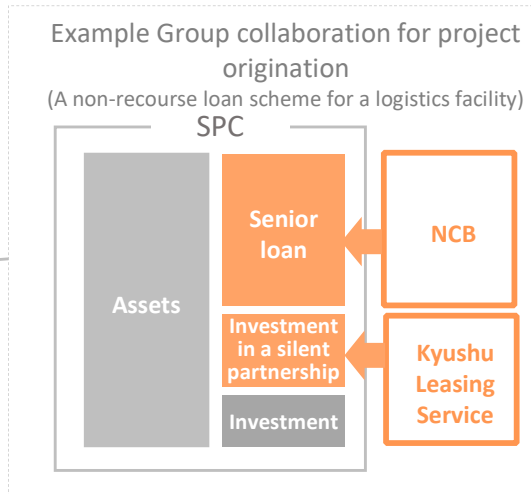 Example Group collaboration for project
origination
(A non-recourse loan scheme for a logistics facility)
SPC
Assets
Senior
loan
Investment
in a silent
partnership
Investment
NCB
Kyushu
Leasing
Service